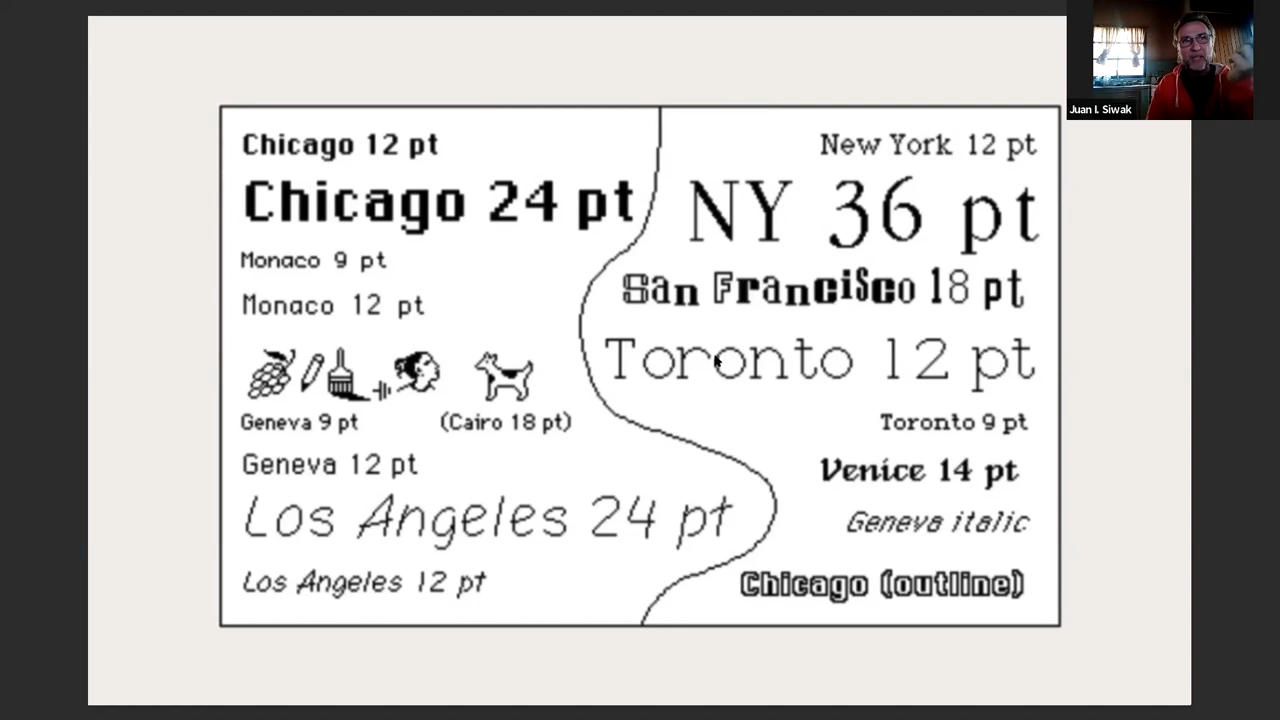 Chicago 12 pt
Chicago 24 pt
Monaco 9 pt
Monaco 12 pt
Geneva 9 pt
(Cairo 18 pt)
Geneva 12 pt
Los Angeles 24 pt
Los Angeles 12 pt
New York 12 pt
NY 36 pt
San Francisco 18 pt
Toronto 12 pt
Toronto 9 pt
Venice 14 pt
Geneva italic
Chicago (outline)
Juan I. Siwak